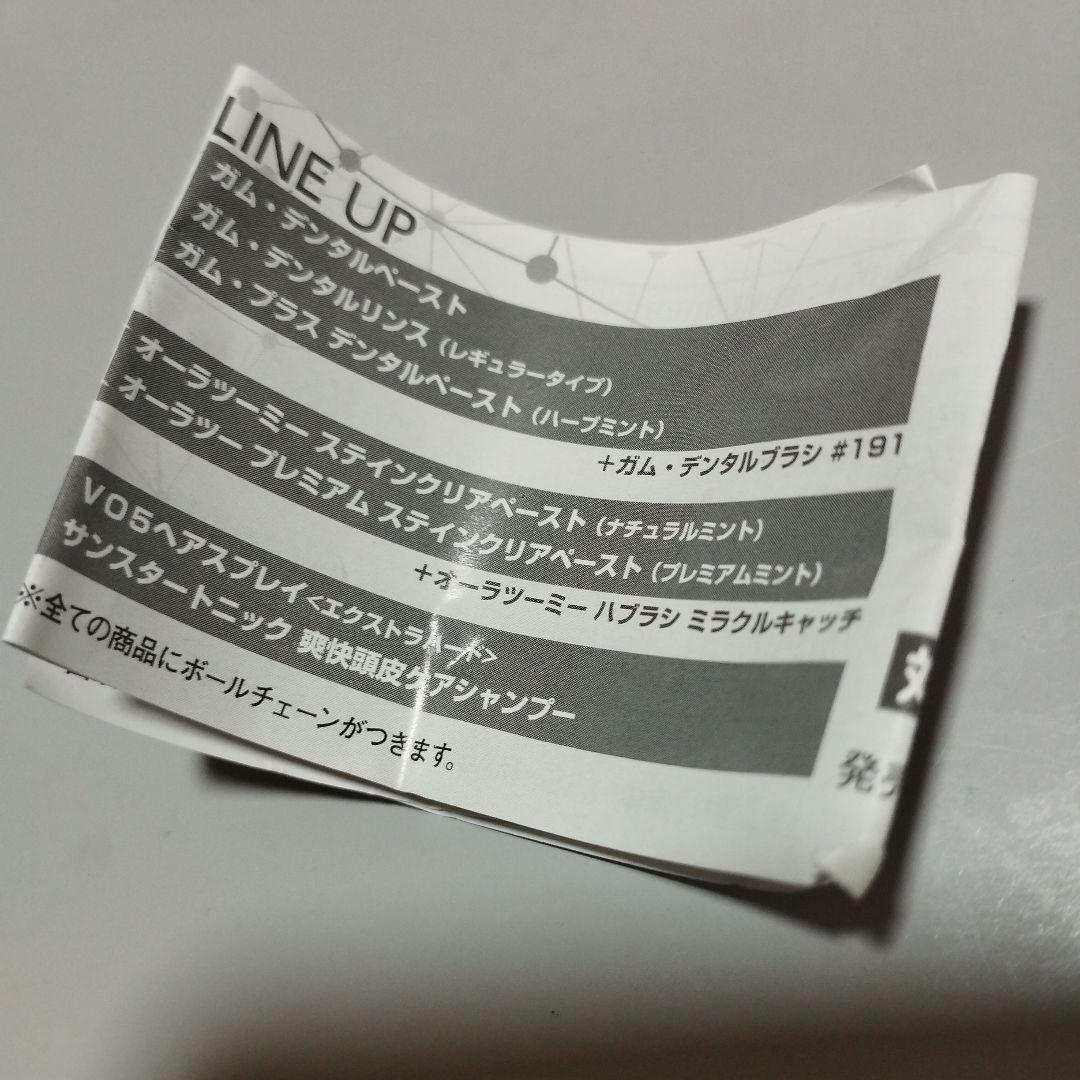 LINE UP
ガム・デンタルペースト
ガム・デンタルリンス（レギュラータイプ）
ガム・プラス デンタルペースト（ハーブミント）
＋ガム・デンタルブラシ #191
オーラツーミー ステインクリアペースト（ナチュラルミント）
オーラツー プレミアム ステインクリアペースト（プレミアムミント）
＋オーラツーミー ハブラシ ミラクルキャッチ
VO5ヘアスプレイ<エクストラハード>
サンスタートニック 爽快頭皮ケアシャンプー
※全ての商品にボールチェーンがつきます。
発